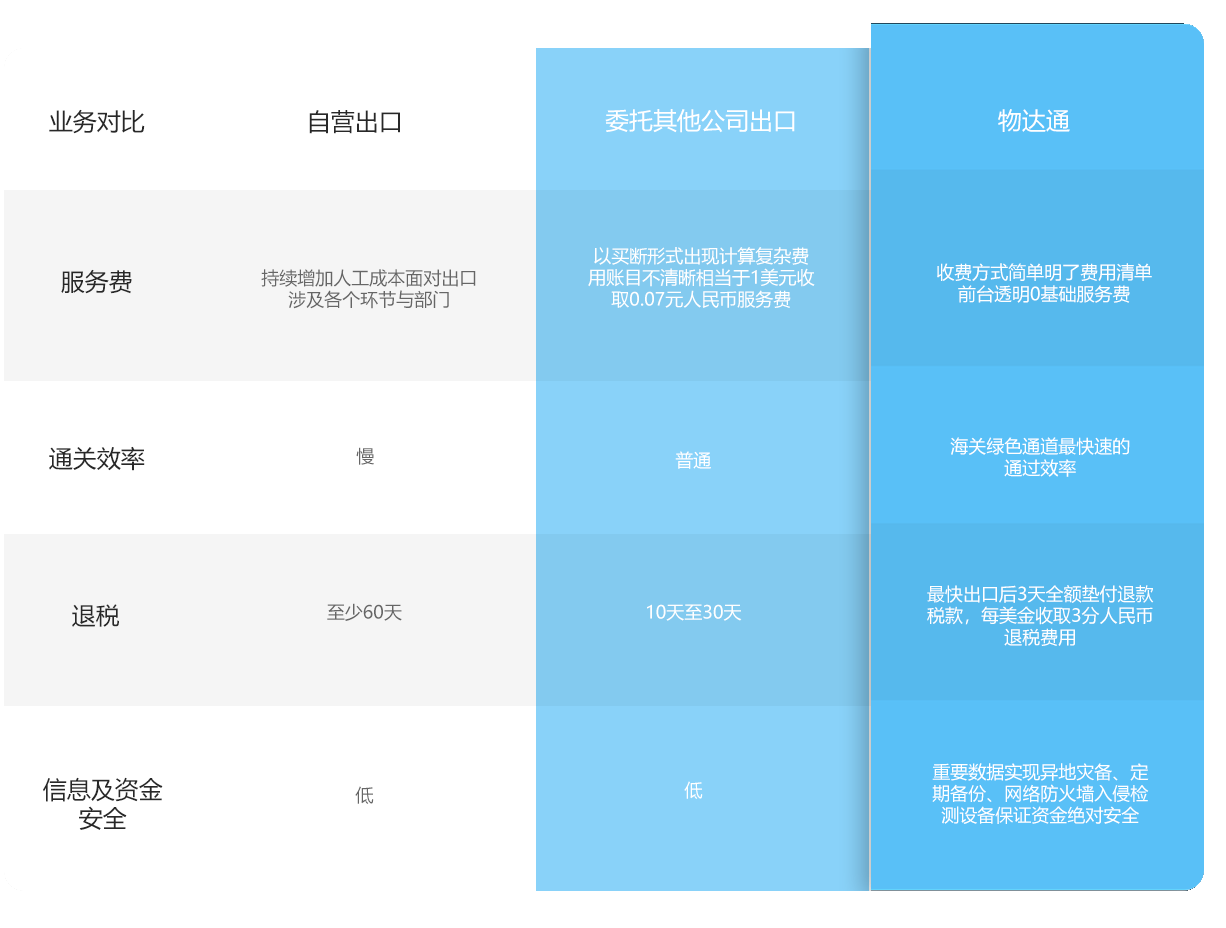 业务对比
自营出口
委托其他公司出口
物达通
服务费
持续增加人工成本面对出口
涉及各个环节与部门
以买断形式出现计算复杂费
用账目不清晰相当于1美元收
取0.07元人民币服务费
收费方式简单明了费用清单
前台透明0基础服务费
通关效率
慢
普通
海关绿色通道最快速的
通过效率
退税
至少60天
10天至30天
最快出口后3天全额垫付退款
税款，每美金收取3分人民币
退税费用
信息及资金
安全
低
低
重要数据实现异地灾备、定
期备份、网络防火墙入侵检
测设备保证资金绝对安全